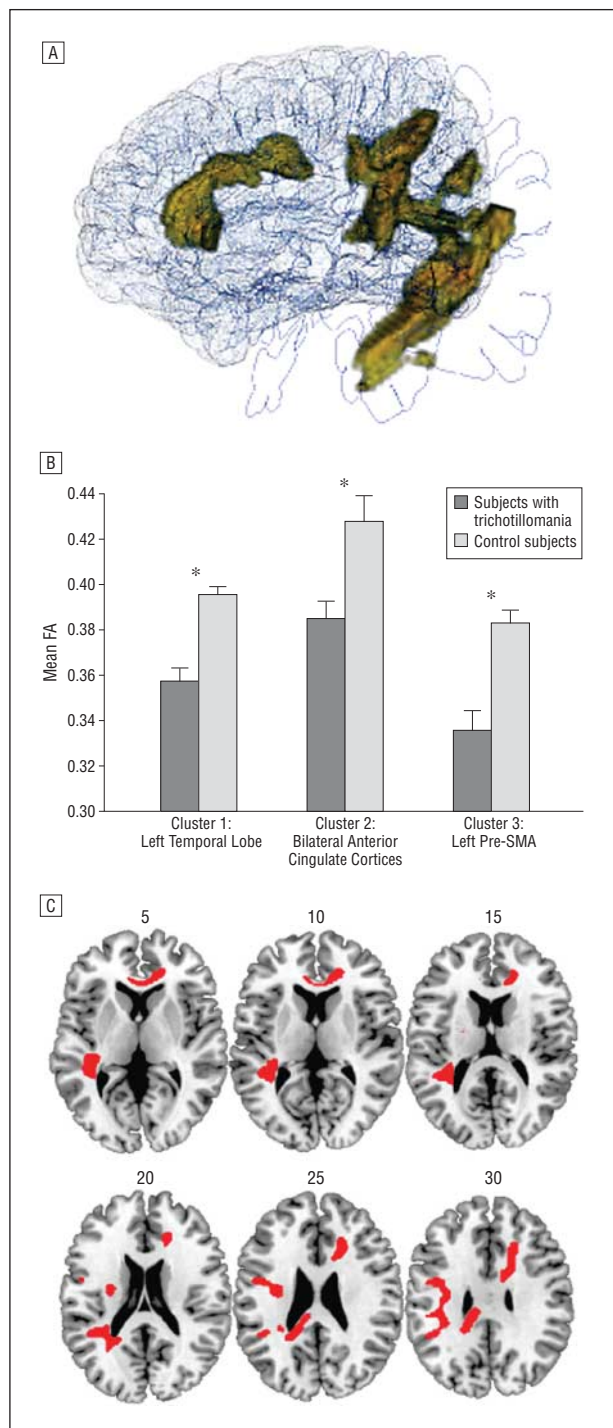 A
B
0.44
0.42
0.40
0.38
0.36
0.34
0.32
0.30
Mean FA
*
*
*
Subjects with
trichotillomania
Control subjects
Cluster 1:
Left Temporal Lobe
Cluster 2:
Bilateral Anterior
Cingulate Cortices
Cluster 3:
Left Pre-SMA
C
5
10
15
20
25
30